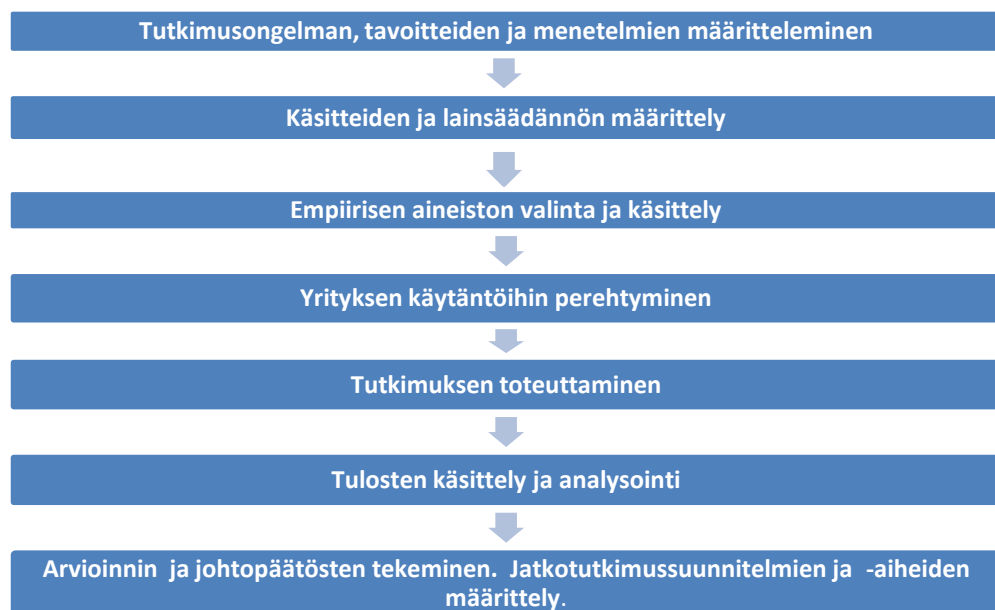 Tutkimusongelman, tavoitteiden ja menetelmien määritteleminen
Käsitteiden ja lainsäädännön määrittely
Empiirisen aineiston valinta ja käsittely
Yrityksen käytäntöihin perehtyminen
Tutkimuksen toteuttaminen
Tulosten käsittely ja analysointi
Arvioinnin ja johtopäätösten tekeminen. Jatkotutkimussuunnitelmien ja -aiheiden
määrittely.